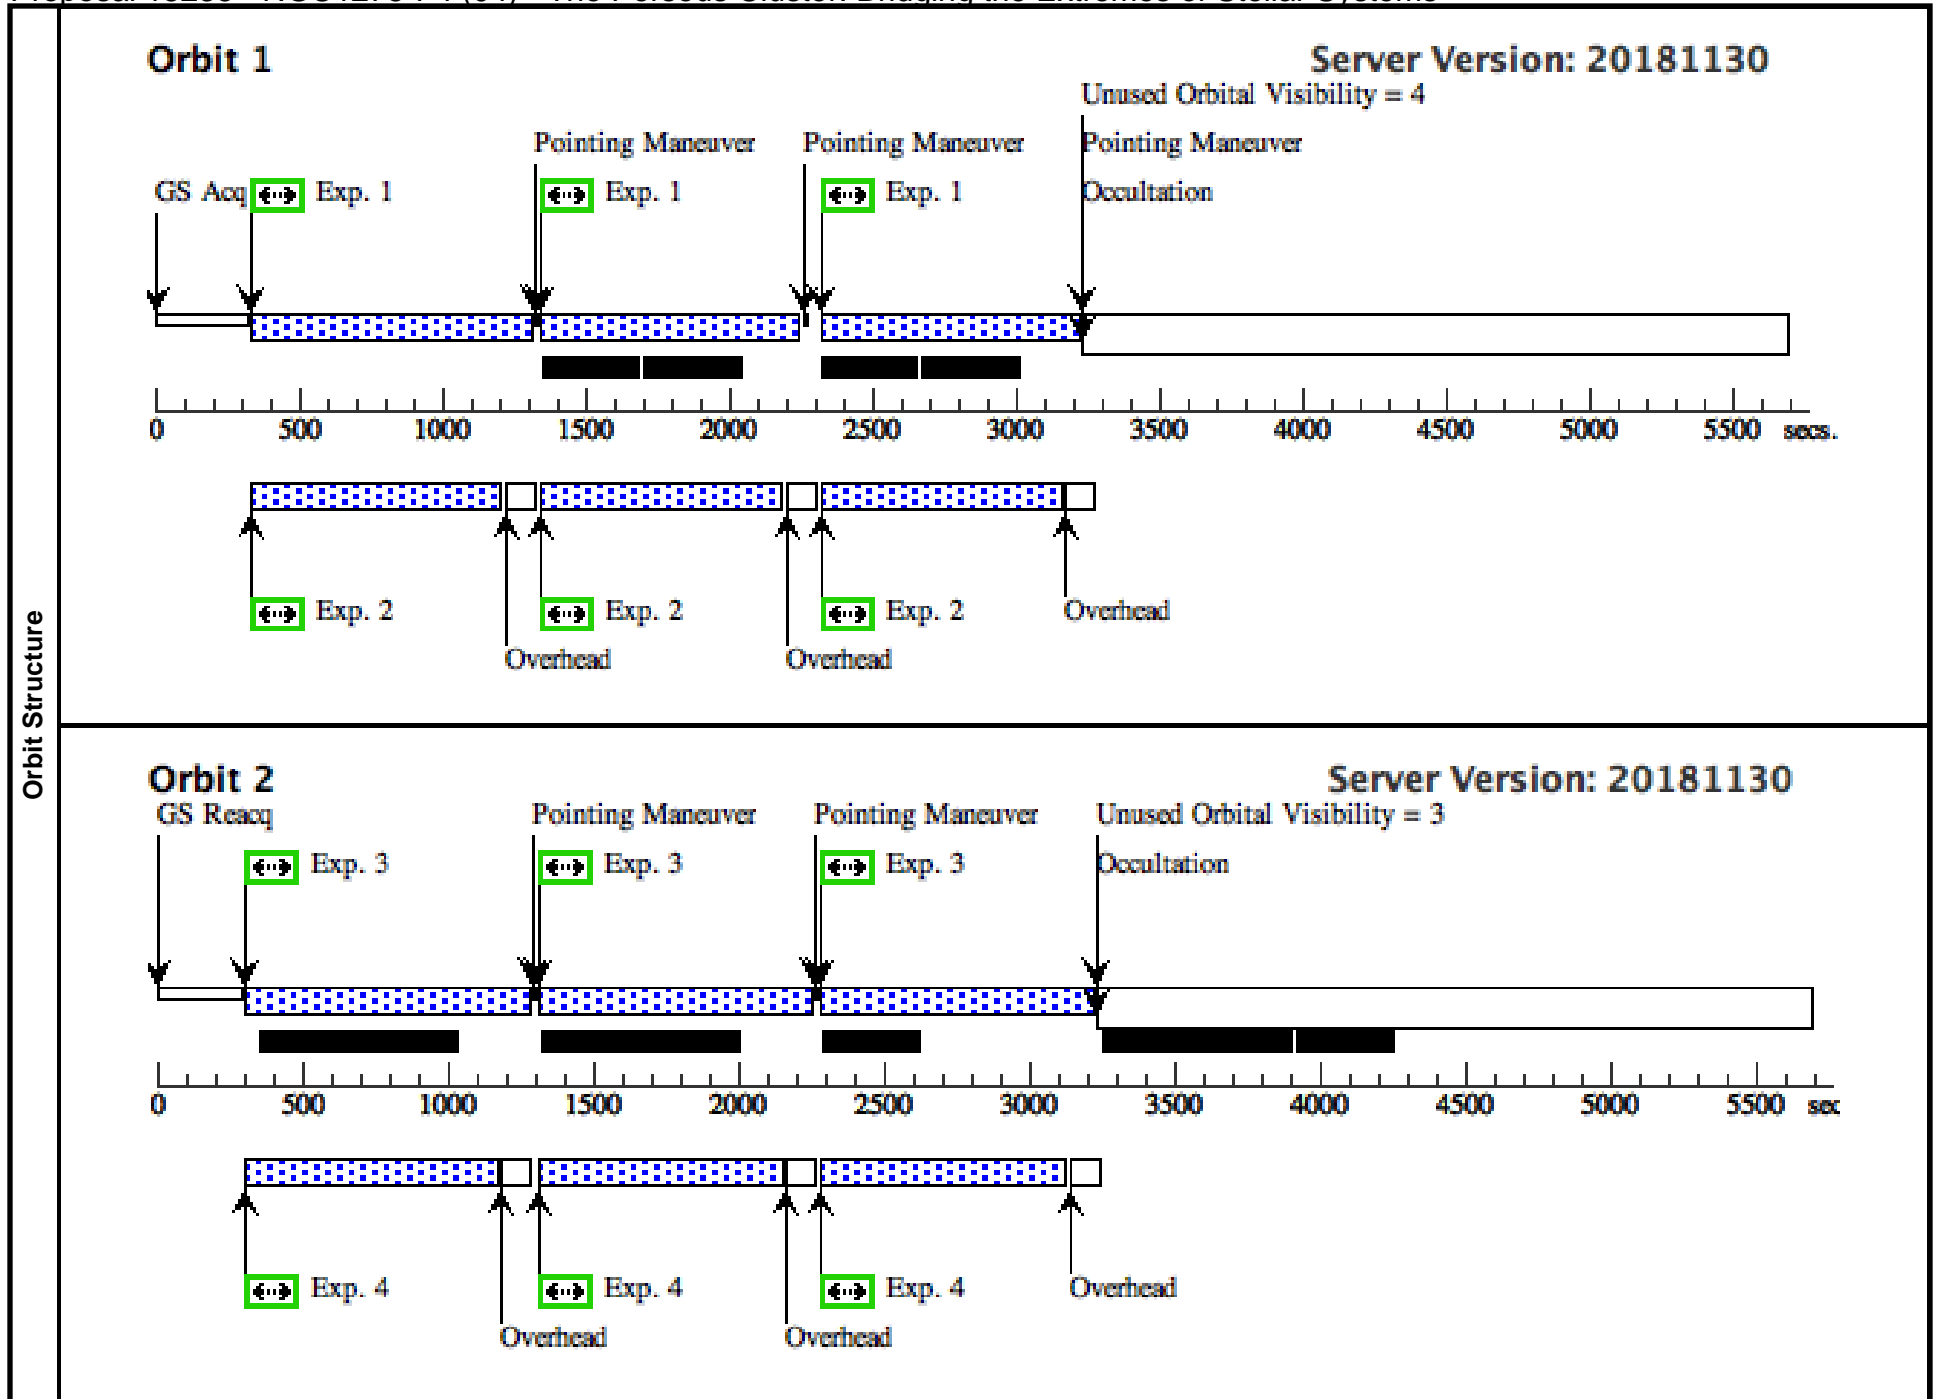 Orbit 1
Server Version: 20181130
Unused Orbital Visibility = 4
Pointing Maneuver
Pointing Maneuver
Pointing Maneuver
GS Acq
Exp. 1
Exp. 1
Exp. 1
Occultation
0 500 1000 1500 2000 2500 3000 3500 4000 4500 5000 5500 secs.
Exp. 2
Exp. 2
Exp. 2
Overhead
Overhead
Overhead
Orbit Structure
Orbit 2
Server Version: 20181130
GS Reacq
Pointing Maneuver
Pointing Maneuver
Unused Orbital Visibility = 3
Exp. 3
Exp. 3
Exp. 3
Occultation
0 500 1000 1500 2000 2500 3000 3500 4000 4500 5000 5500 sec
Exp. 4
Exp. 4
Exp. 4
Overhead
Overhead
Overhead